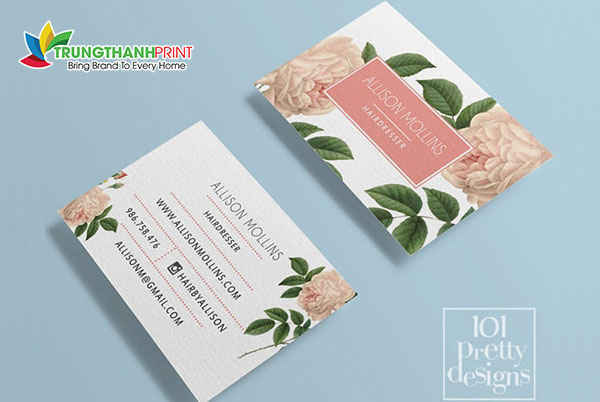 TRUNGTHANHPRINT
Bring Brand To Every Home
ALLISON MOLLINS
HAIRDRESSER
ALLISON MOLLINS
HAIRDRESSER
WWW.ALLISONMOLLINS.COM
986.758.476
HAIRBYALLISON
ALLISONM@GMAIL.COM
101
pretty
designs